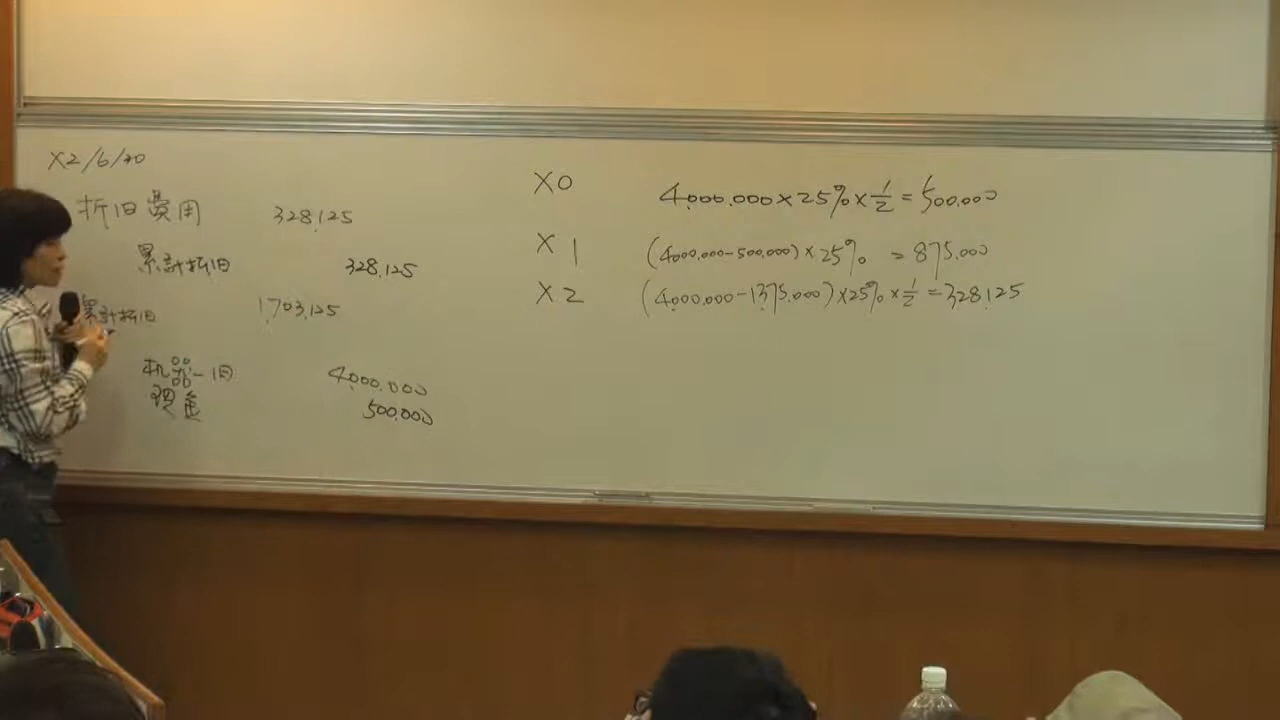 X2/6/30
折旧費用 328,125
累計折旧 328,125
累計折旧 1,703,125
机器-旧 4,000,000
現金 500,000
X0 4,000,000×25%×1/2=500,000
X1 (4,000,000-500,000)×25% =875,000
X2 (4,000,000-1,375,000)×25%×1/2=328,125